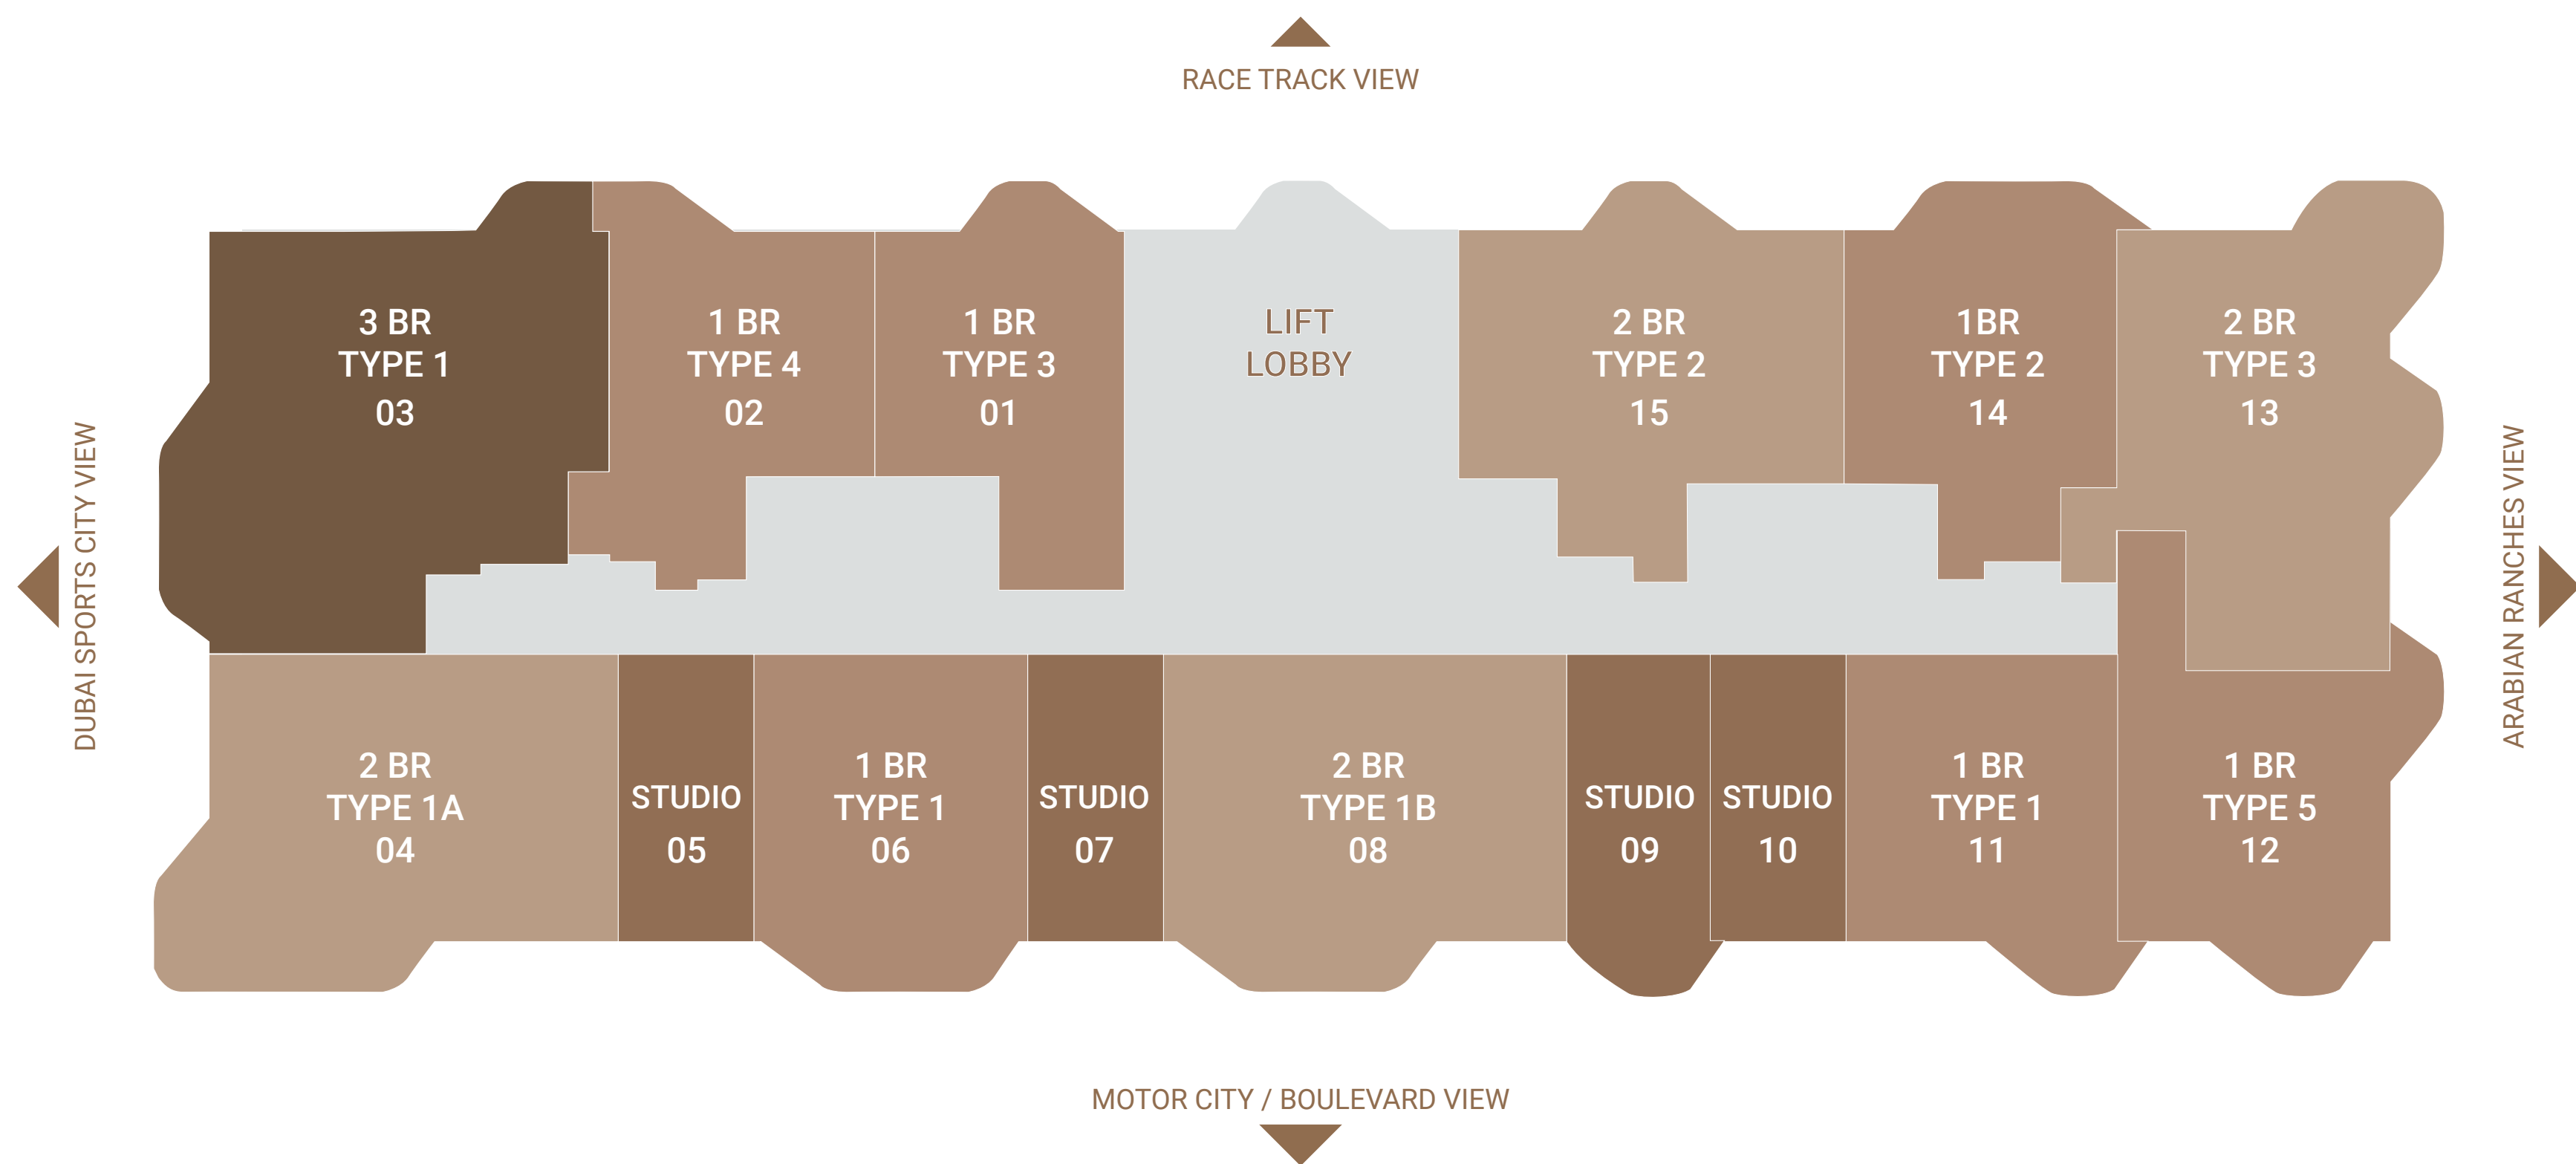 RACE TRACK VIEW
3 BR
TYPE 1
03
1 BR
TYPE 4
02
1 BR
TYPE 3
01
LIFT
LOBBY
2 BR
TYPE 2
15
1BR
TYPE 2
14
2 BR
TYPE 3
13
DUBAI SPORTS CITY VIEW
ARABIAN RANCHES VIEW
2 BR
TYPE 1A
04
STUDIO
05
1 BR
TYPE 1
06
STUDIO
07
2 BR
TYPE 1B
08
STUDIO
09
STUDIO
10
1 BR
TYPE 1
11
1 BR
TYPE 5
12
MOTOR CITY / BOULEVARD VIEW